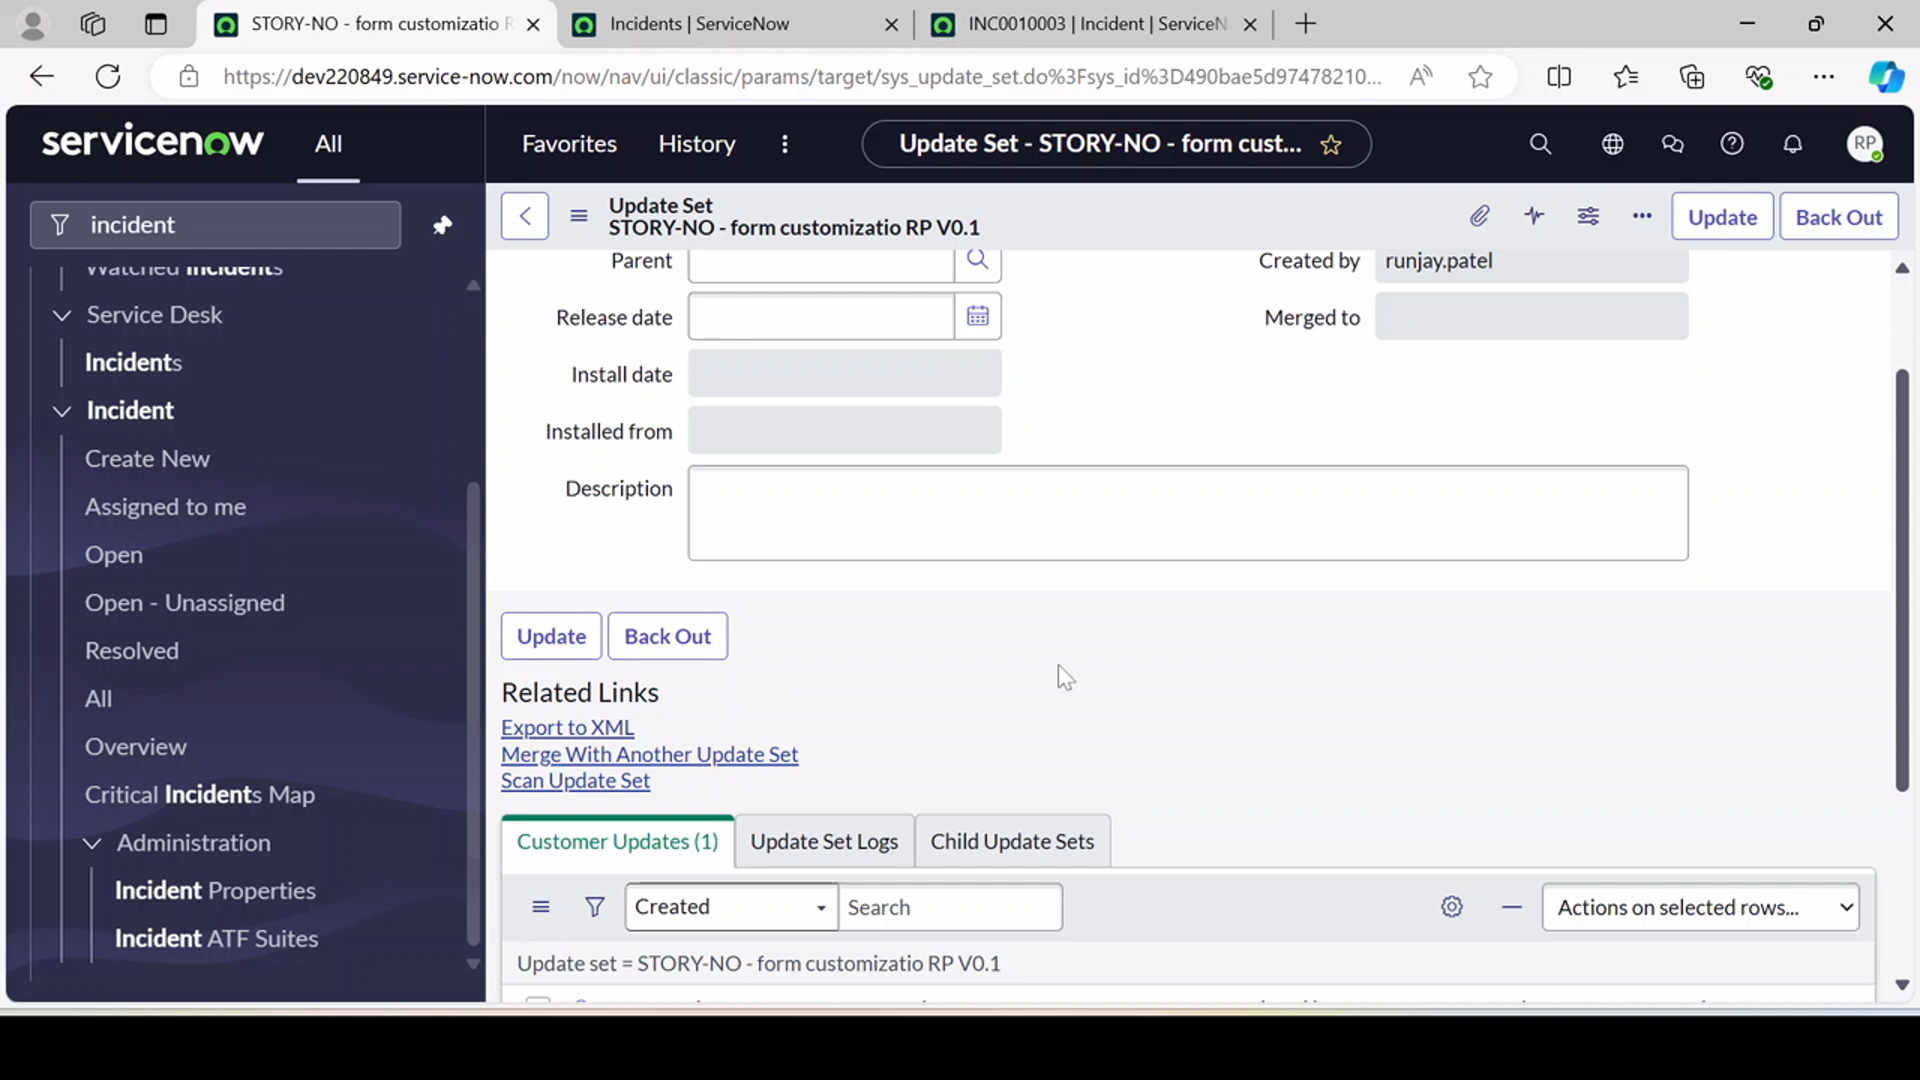 STORY-NO - form customizatio R
Incidents | ServiceNow
INC0010003 | Incident | ServiceN
https://dev220849.service-now.com/now/nav/ui/classic/params/target/sys_update_set.do%3Fsys_id%3D490bae5d97478210...
servicenow
All
Favorites
History
Update Set - STORY-NO - form cust...
RP
incident
Update Set
STORY-NO - form customizatio RP V0.1
Update
Back Out
Watched Incidents
Service Desk
Incidents
Incident
Create New
Assigned to me
Open
Open - Unassigned
Resolved
All
Overview
Critical Incidents Map
Administration
Incident Properties
Incident ATF Suites
Parent
Created by
runjay.patel
Release date
Merged to
Install date
Installed from
Description
Update
Back Out
Related Links
Export to XML
Merge With Another Update Set
Scan Update Set
Customer Updates (1)
Update Set Logs
Child Update Sets
Created
Search
Actions on selected rows...
Update set = STORY-NO - form customizatio RP V0.1